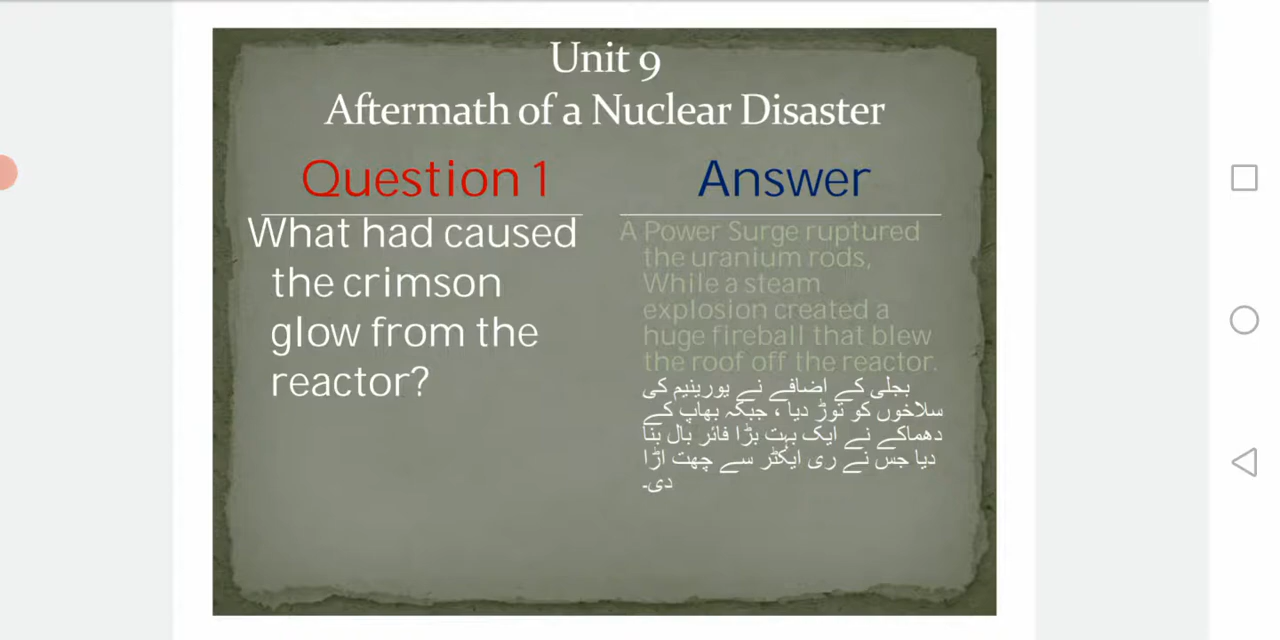 Unit 9
Aftermath of a Nuclear Disaster
Question 1
What had caused
the crimson
glow from the
reactor?
Answer
A Power Surge ruptured
the uranium rods,
While a steam
explosion created a
huge fireball that blew
the roof off the reactor.
بجلی کے اضافے نے یورینیم کی
سلاخوں کو توڑ دیا ، جبکہ بھاپ کے
دھماکے نے ایک بہت بڑا فائر بال بنا
دیا جس نے ری ایکٹر سے چھت اڑا
دی۔